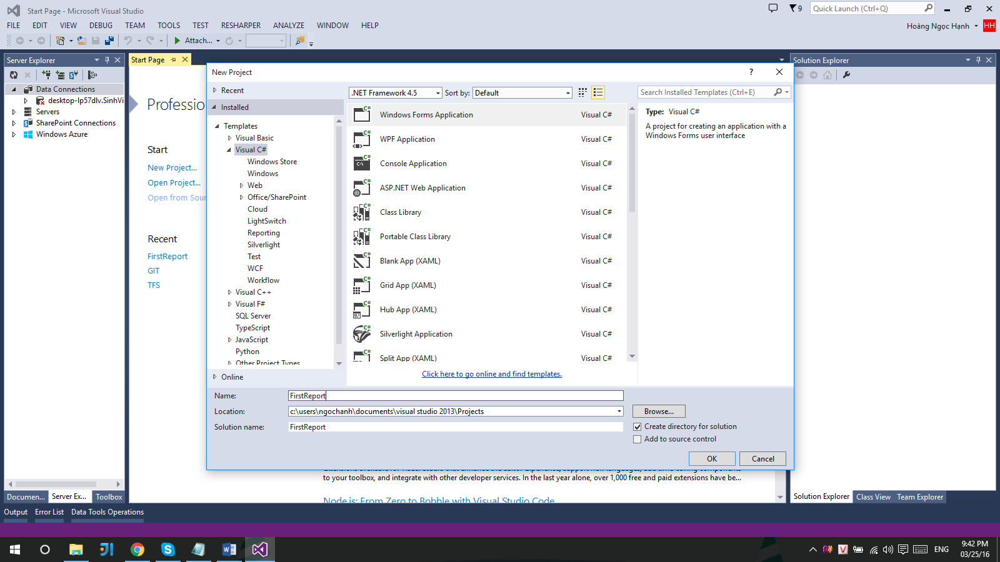 Start Page - Microsoft Visual Studio
9
Quick Launch (Ctrl+Q)
FILE EDIT VIEW DEBUG TEAM TOOLS TEST RESHARPER ANALYZE WINDOW HELP
Hoàng Ngọc Hạnh
HH
Attach...
Server Explorer
Data Connections
desktop-lp57dlv.SinhVi
Servers
SharePoint Connections
Windows Azure
Documen... Server Ex... Toolbox
Start Page
Professio
Start
New Project...
Open Project...
Open from Sour
Recent
FirstReport
GIT
TFS
New Project
?
Recent
Installed
Templates
Visual Basic
Visual C#
Windows Store
Windows
Web
Office/SharePoint
Cloud
LightSwitch
Reporting
Silverlight
Test
WCF
Workflow
Visual C++
Visual F#
SQL Server
TypeScript
JavaScript
Python
Other Project Types
Online
.NET Framework 4.5 Sort by: Default
Search Installed Templates (Ctrl+E)
Windows Forms Application Visual C#
WPF Application Visual C#
Console Application Visual C#
ASP.NET Web Application Visual C#
Class Library Visual C#
Portable Class Library Visual C#
Blank App (XAML) Visual C#
Grid App (XAML) Visual C#
Hub App (XAML) Visual C#
Silverlight Application Visual C#
Split App (XAML) Visual C#
Click here to go online and find templates.
Type: Visual C#
A project for creating an application with a
Windows Forms user interface
Name: FirstReport
Location: c:\users\ngochanh\documents\visual studio 2013\Projects
Browse...
Solution name: FirstReport
Create directory for solution
Add to source control
OK Cancel
to your toolbox, and integrate with other developer services. In the last year alone, over 1,000 free and paid extensions have be...
Node.js: From Zero to Bobble with Visual Studio Code
Solution Explorer
Solution Explorer Class View Team Explorer
Output Error List Data Tools Operations
ENG
9:42 PM
03/25/16